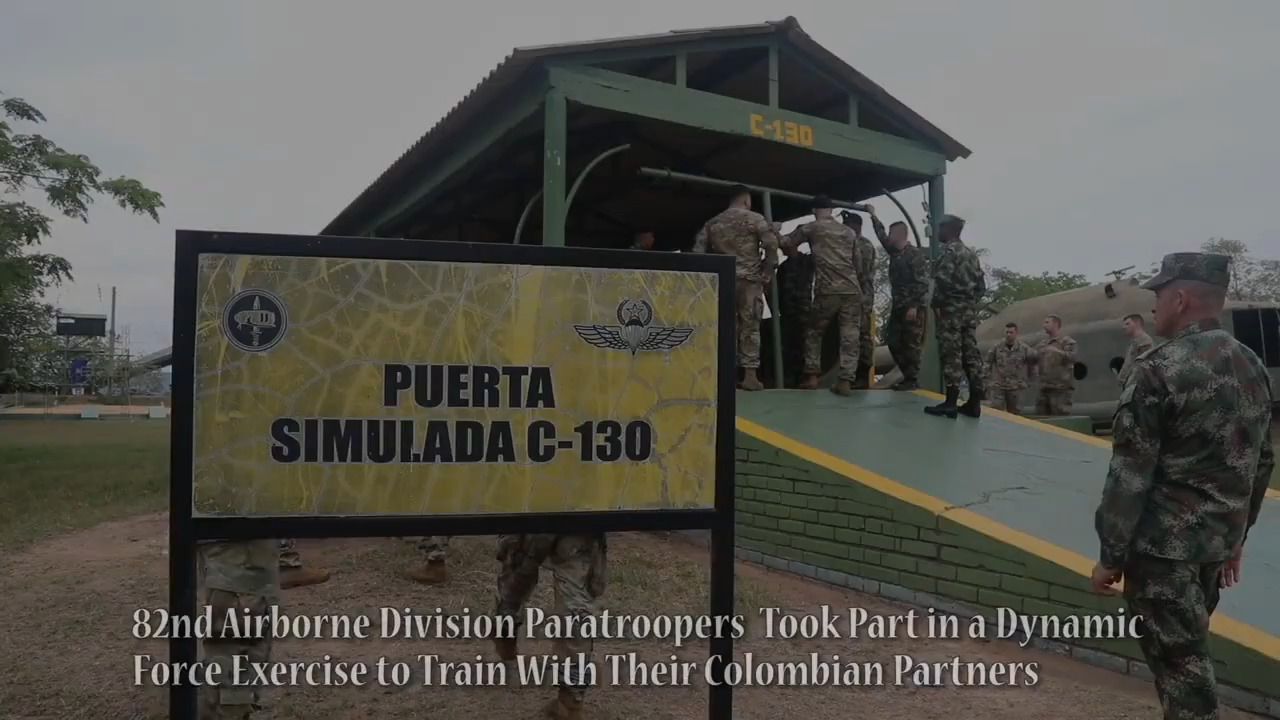 C-130
PUERTA
SIMULADA C-130
82nd Airborne Division Paratroopers Took Part in a Dynamic
Force Exercise to Train With Their Colombian Partners